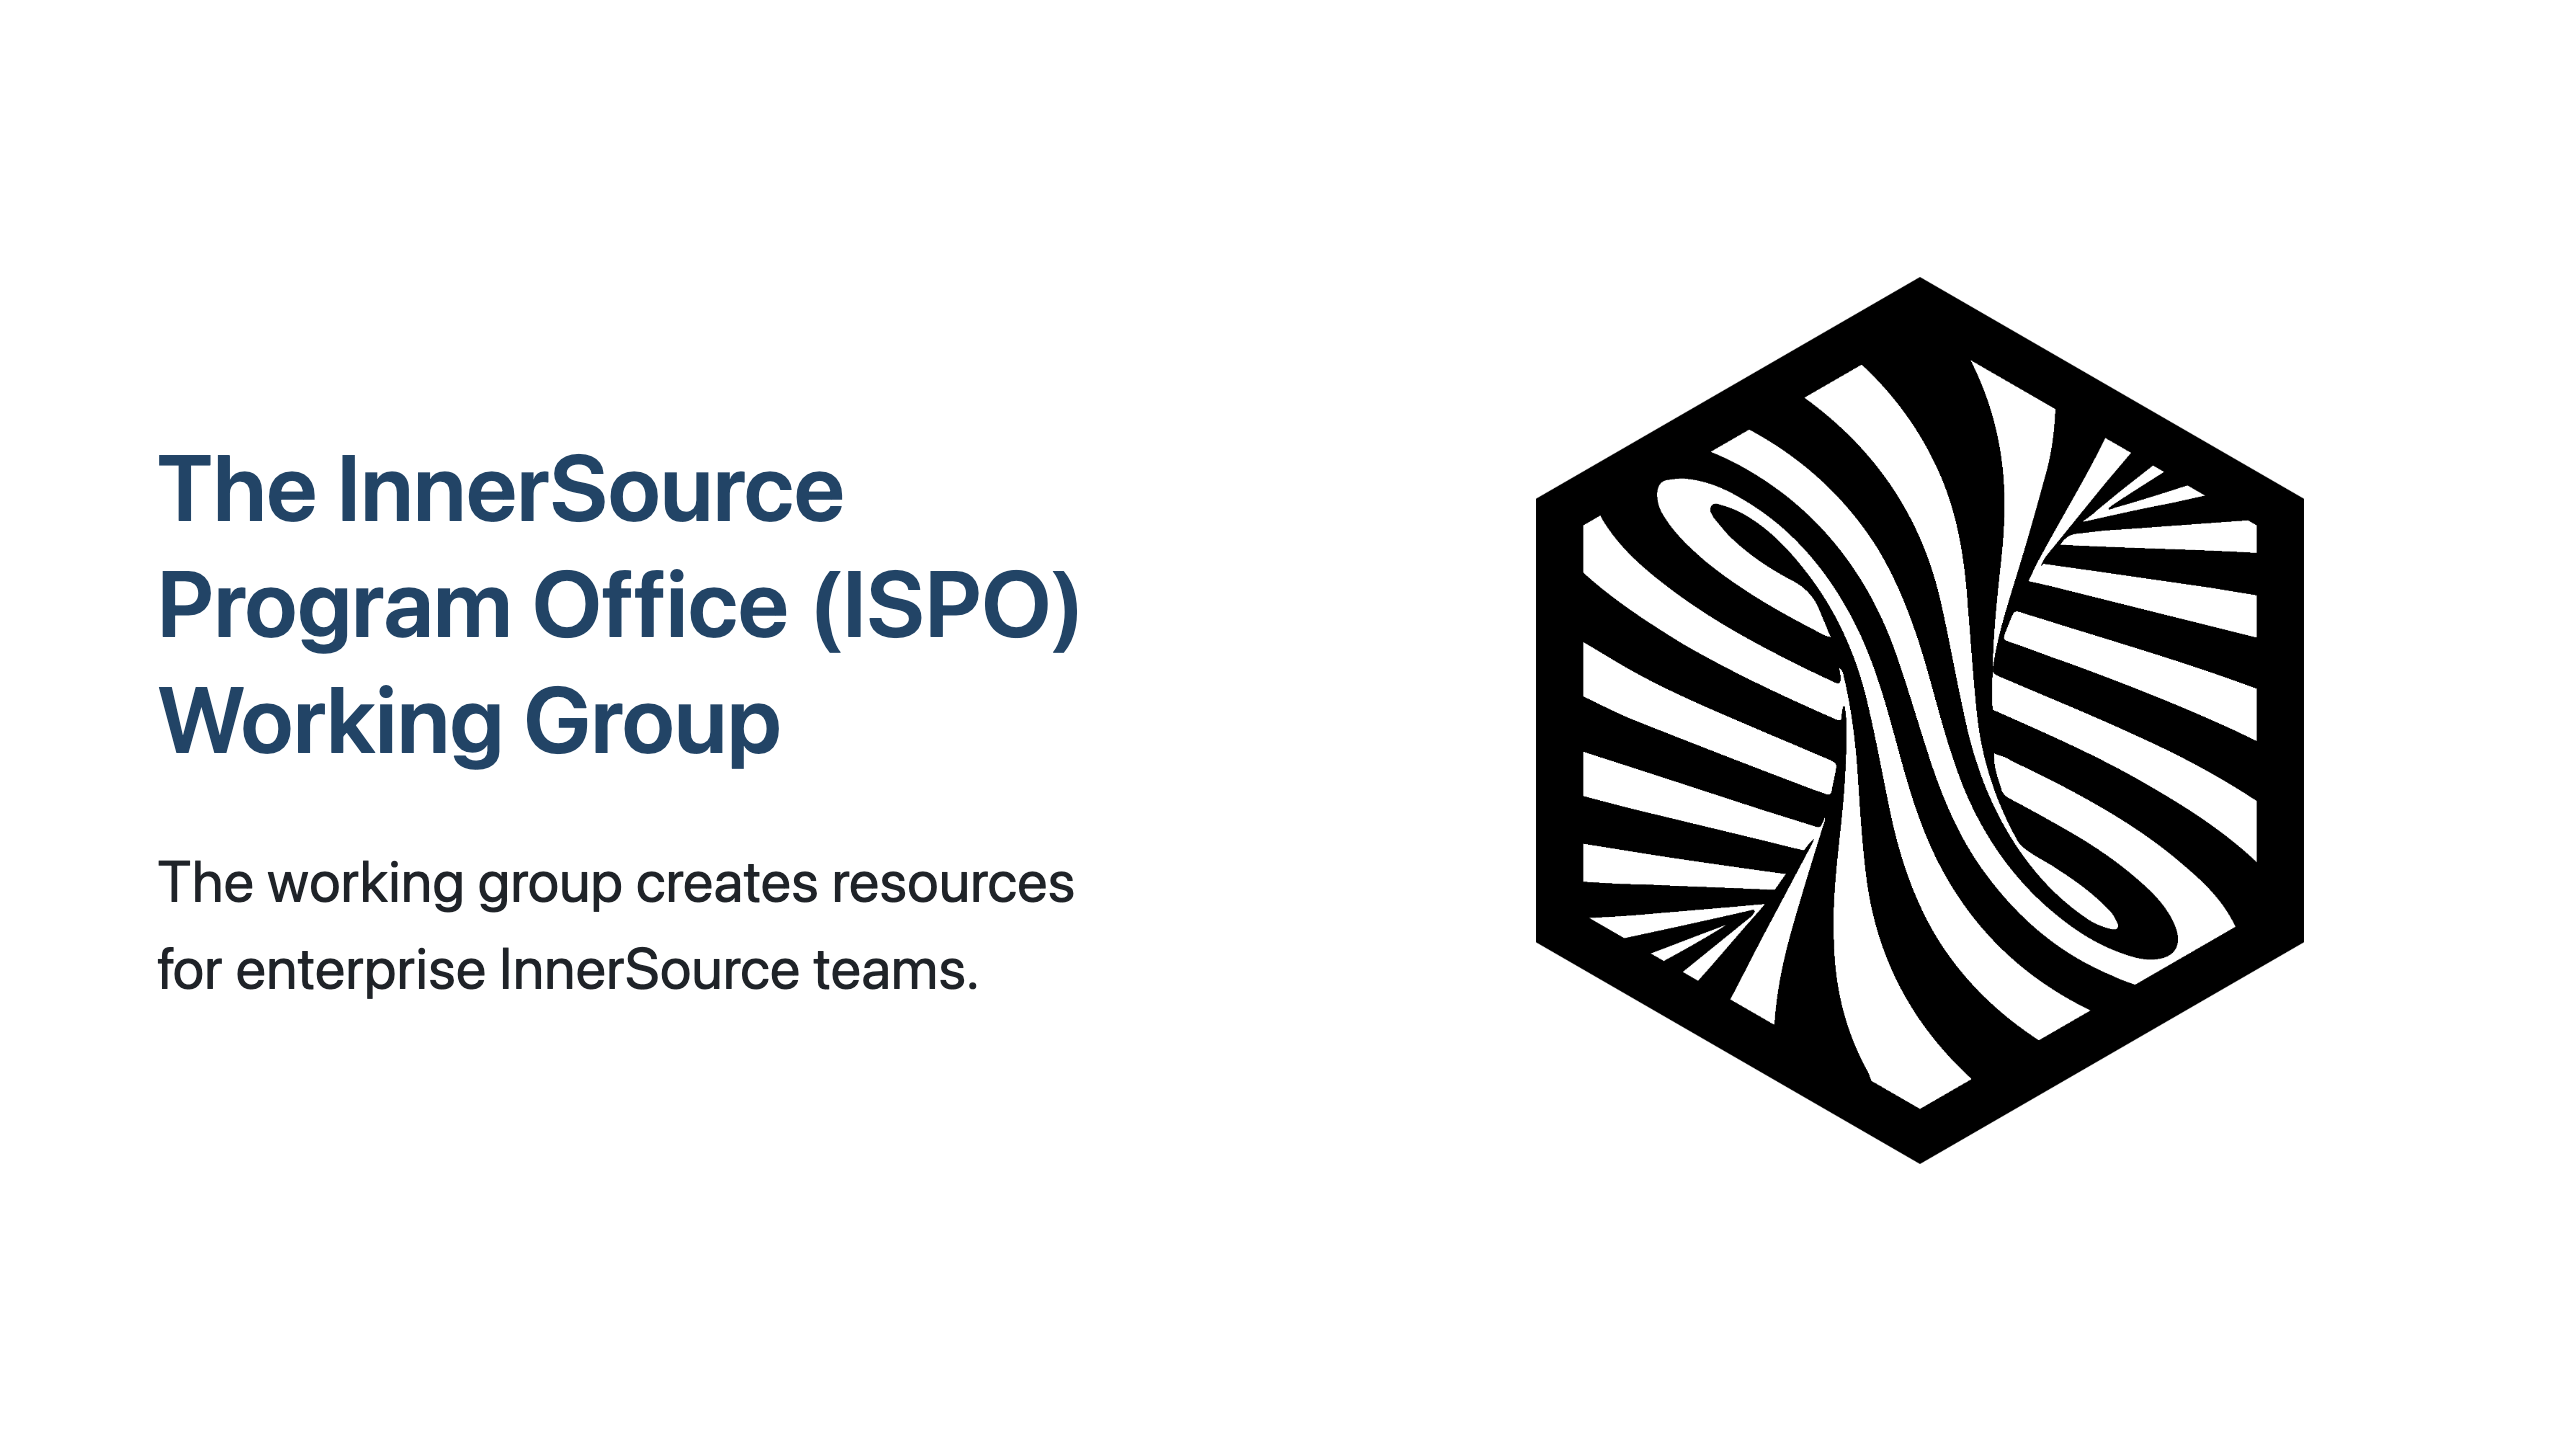 The InnerSource
Program Office (ISPO)
Working Group
The working group creates resources
for enterprise InnerSource teams.